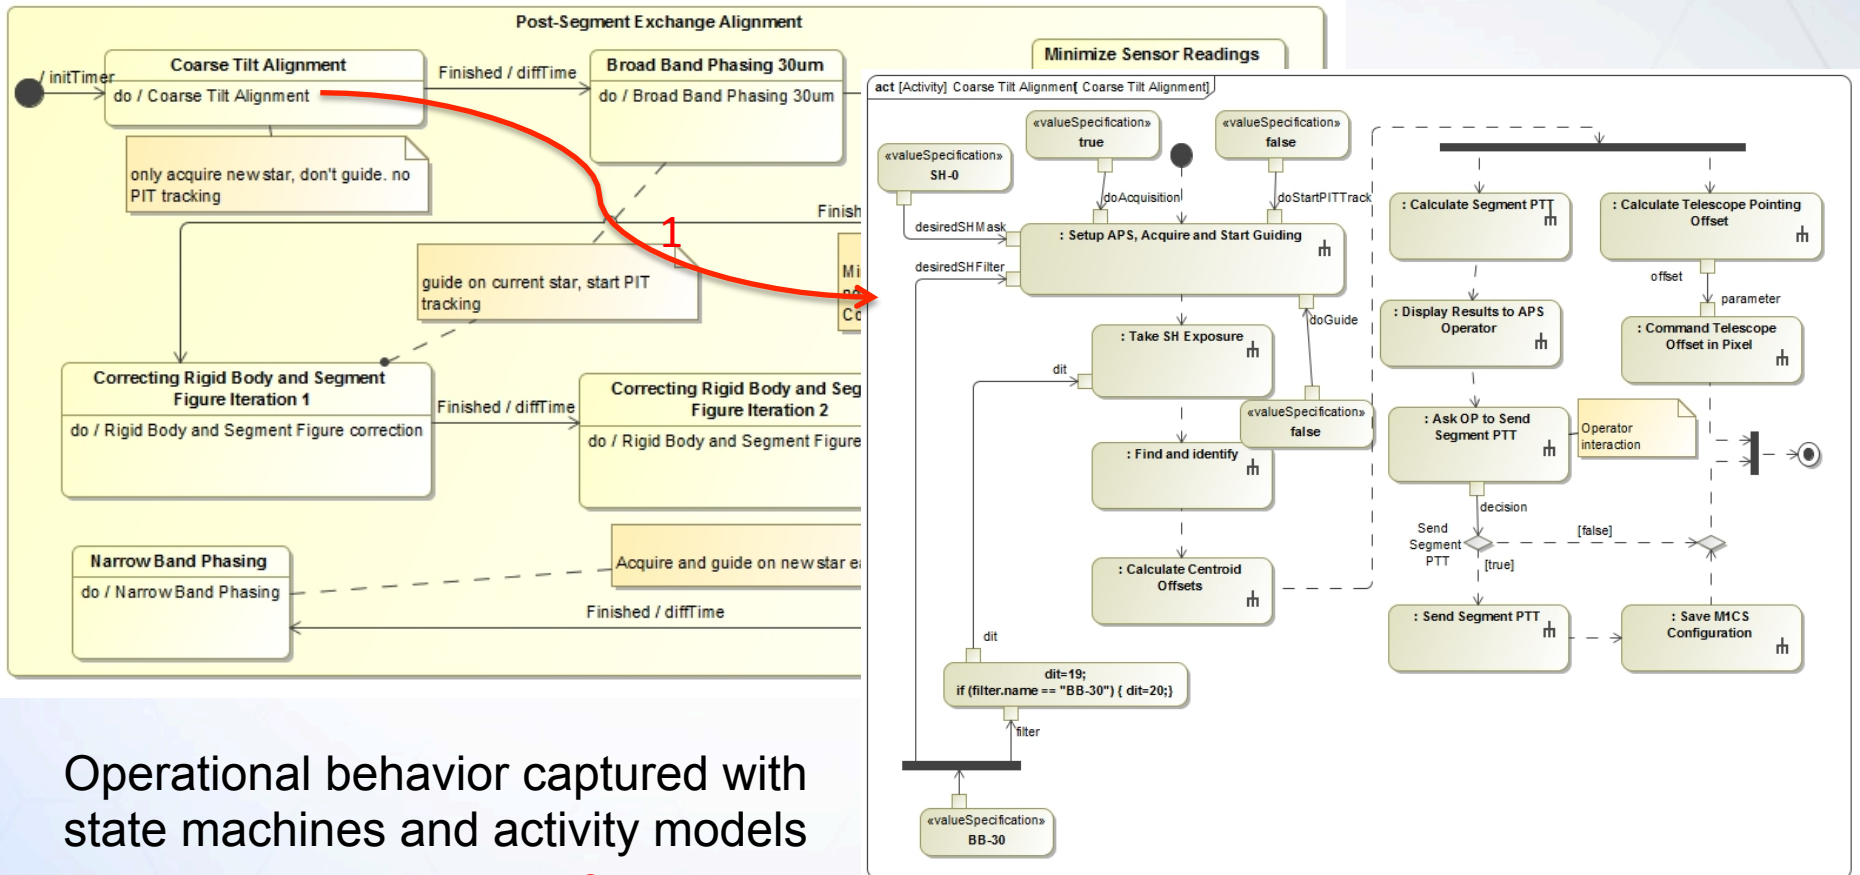 Post-Segment Exchange Alignment
/ initTimer
Coarse Tilt Alignment
do / Coarse Tilt Alignment
Finished / diffTime
Broad Band Phasing 30um
do / Broad Band Phasing 30um
Minimize Sensor Readings
only acquire new star, don't guide. no
PIT tracking
Finish
1
guide on current star, start PIT
tracking
Mi
Co
Correcting Rigid Body and Segment
Figure Iteration 1
do / Rigid Body and Segment Figure correction
Finished / diffTime
Correcting Rigid Body and Seg
Figure Iteration 2
do / Rigid Body and Segment Figure
Narrow Band Phasing
do / Narrow Band Phasing
Acquire and guide on new star ea
Finished / diffTime
act [Activity] Coarse Tilt Alignment[ Coarse Tilt Alignment]
«valueSpecification»
SH-0
«valueSpecification»
true
«valueSpecification»
false
doAcquisition
doStartPITTrack
desiredSHMask
desiredSHFilter
: Setup APS, Acquire and Start Guiding
doGuide
: Take SH Exposure
dit
«valueSpecification»
false
: Find and identify
: Calculate Centroid
Offsets
dit
dit=19;
if (filter.name == "BB-30") { dit=20;}
filter
«valueSpecification»
BB-30
: Calculate Segment PTT
: Calculate Telescope Pointing
Offset
offset
parameter
: Display Results to APS
Operator
: Command Telescope
Offset in Pixel
: Ask OP to Send
Segment PTT
Operator
interaction
decision
Send
Segment
PTT
[false]
[true]
: Send Segment PTT
: Save M1CS
Configuration
Operational behavior captured with
state machines and activity models